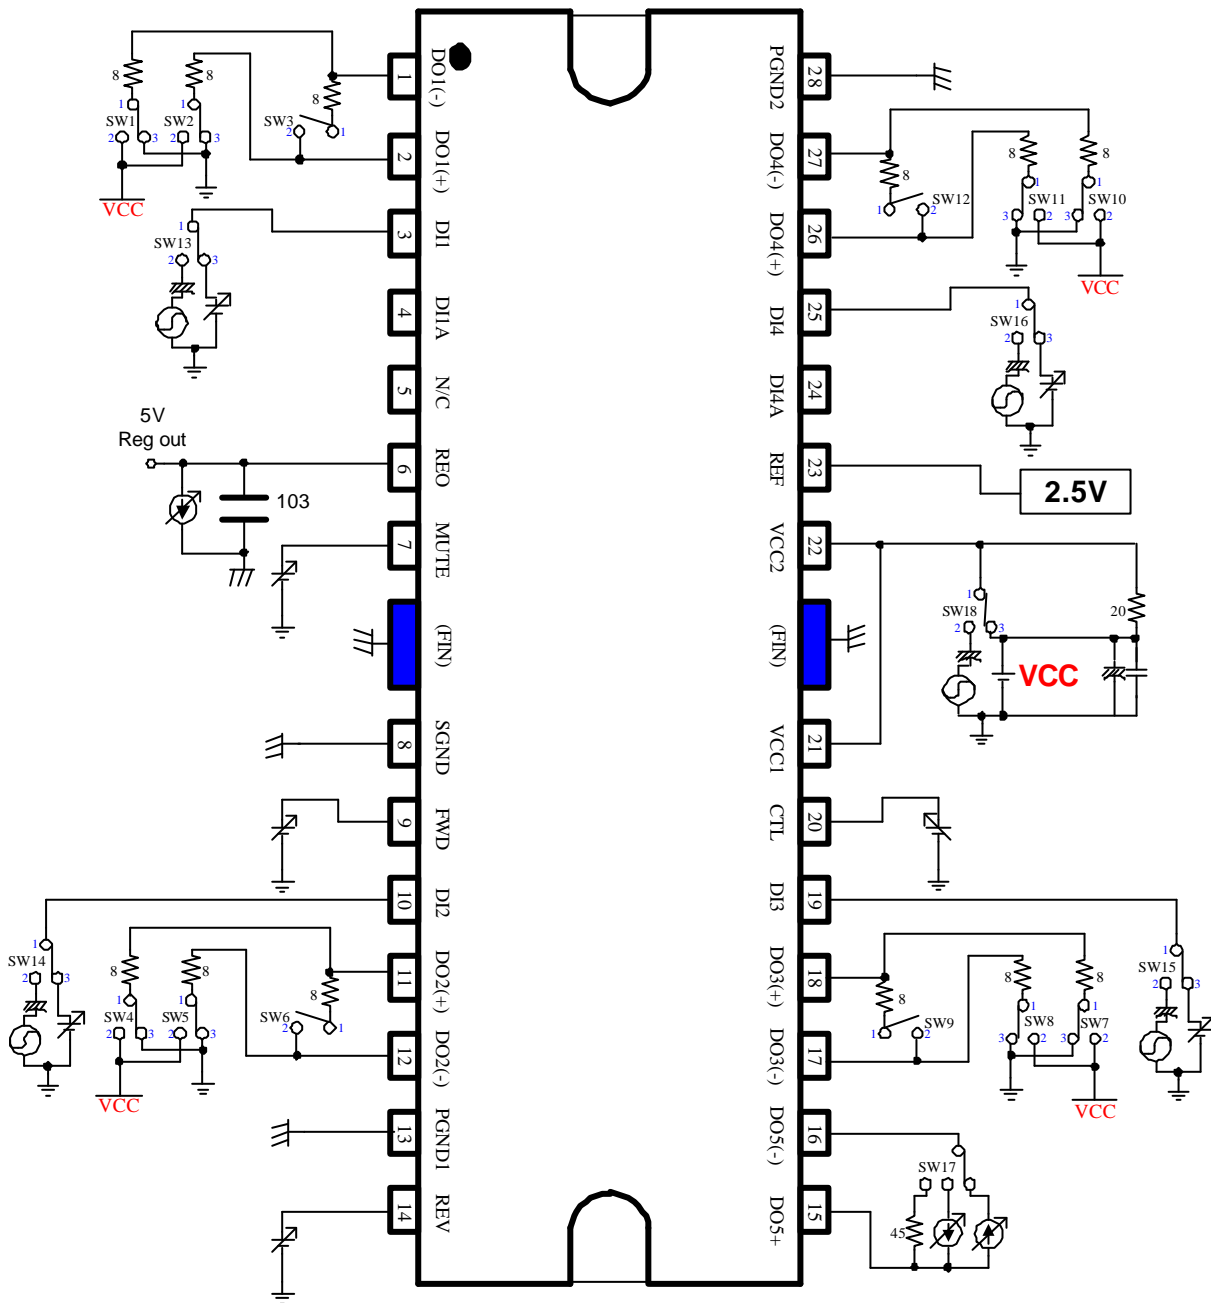 8
8
8
1
1
SW1
SW2
SW3
2
3
2
3
2
1
VCC
1
DO1(-)
2
DO1(+)
1
SW13
2
3
3
DI1
4
DI1A
5
N/C
5V
Reg out
103
6
REO
7
MUTE
(FIN)
8
SGND
9
FWD
10
DI2
1
SW14
2
3
8
8
8
1
1
SW4
SW5
SW6
2
3
2
3
2
1
VCC
11
DO2(+)
12
DO2(-)
13
PGND1
14
REV
PGND2
28
DO4(-)
27
8
8
8
1
1
1
2
SW12
SW11
SW10
3
2
3
2
VCC
DO4(+)
26
DI4
25
1
SW16
2
3
DI4A
24
REF
23
2.5V
VCC2
22
1
SW18
2
3
20
VCC
(FIN)
VCC1
21
CTL
20
DI3
19
1
SW15
2
3
DO3(+)
18
8
8
8
1
1
1
2
SW9
SW8
SW7
3
2
3
2
VCC
DO3(-)
17
DO5(-)
16
SW17
45
DO5+
15